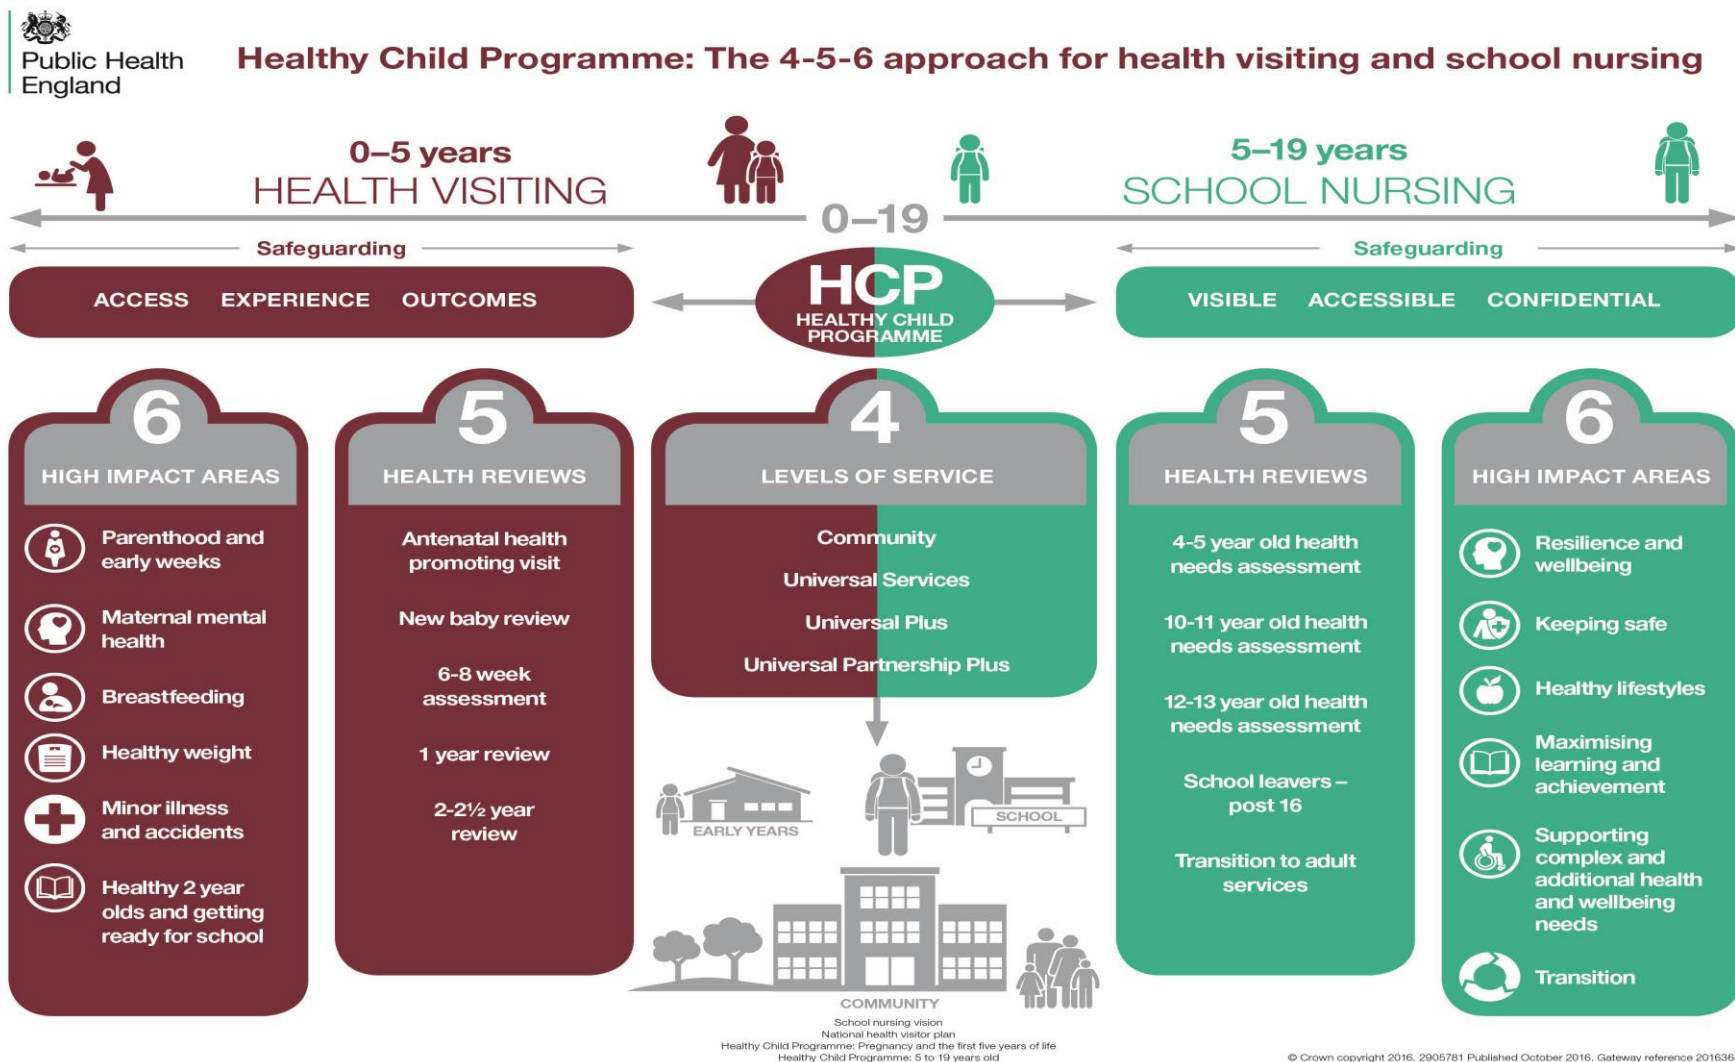 Public Health
England
Healthy Child Programme: The 4-5-6 approach for health visiting and school nursing
0–5 years
HEALTH VISITING
5–19 years
SCHOOL NURSING
0–19
Safeguarding
Safeguarding
ACCESS EXPERIENCE OUTCOMES
HCP
HEALTHY CHILD
PROGRAMME
VISIBLE ACCESSIBLE CONFIDENTIAL
6
HIGH IMPACT AREAS
Parenthood and
early weeks
Maternal mental
health
Breastfeeding
Healthy weight
Minor illness
and accidents
Healthy 2 year
olds and getting
ready for school
5
HEALTH REVIEWS
Antenatal health
promoting visit
New baby review
6-8 week
assessment
1 year review
2-2½ year
review
4
LEVELS OF SERVICE
Community
Universal Services
Universal Plus
Universal Partnership Plus
EARLY YEARS
SCHOOL
COMMUNITY
School nursing vision
National health visitor plan
Healthy Child Programme: Pregnancy and the first five years of life
Healthy Child Programme: 5 to 19 years old
5
HEALTH REVIEWS
4-5 year old health
needs assessment
10-11 year old health
needs assessment
12-13 year old health
needs assessment
School leavers –
post 16
Transition to adult
services
6
HIGH IMPACT AREAS
Resilience and
wellbeing
Keeping safe
Healthy lifestyles
Maximising
learning and
achievement
Supporting
complex and
additional health
and wellbeing
needs
Transition
© Crown copyright 2016. 2905781 Published October 2016. Gateway reference